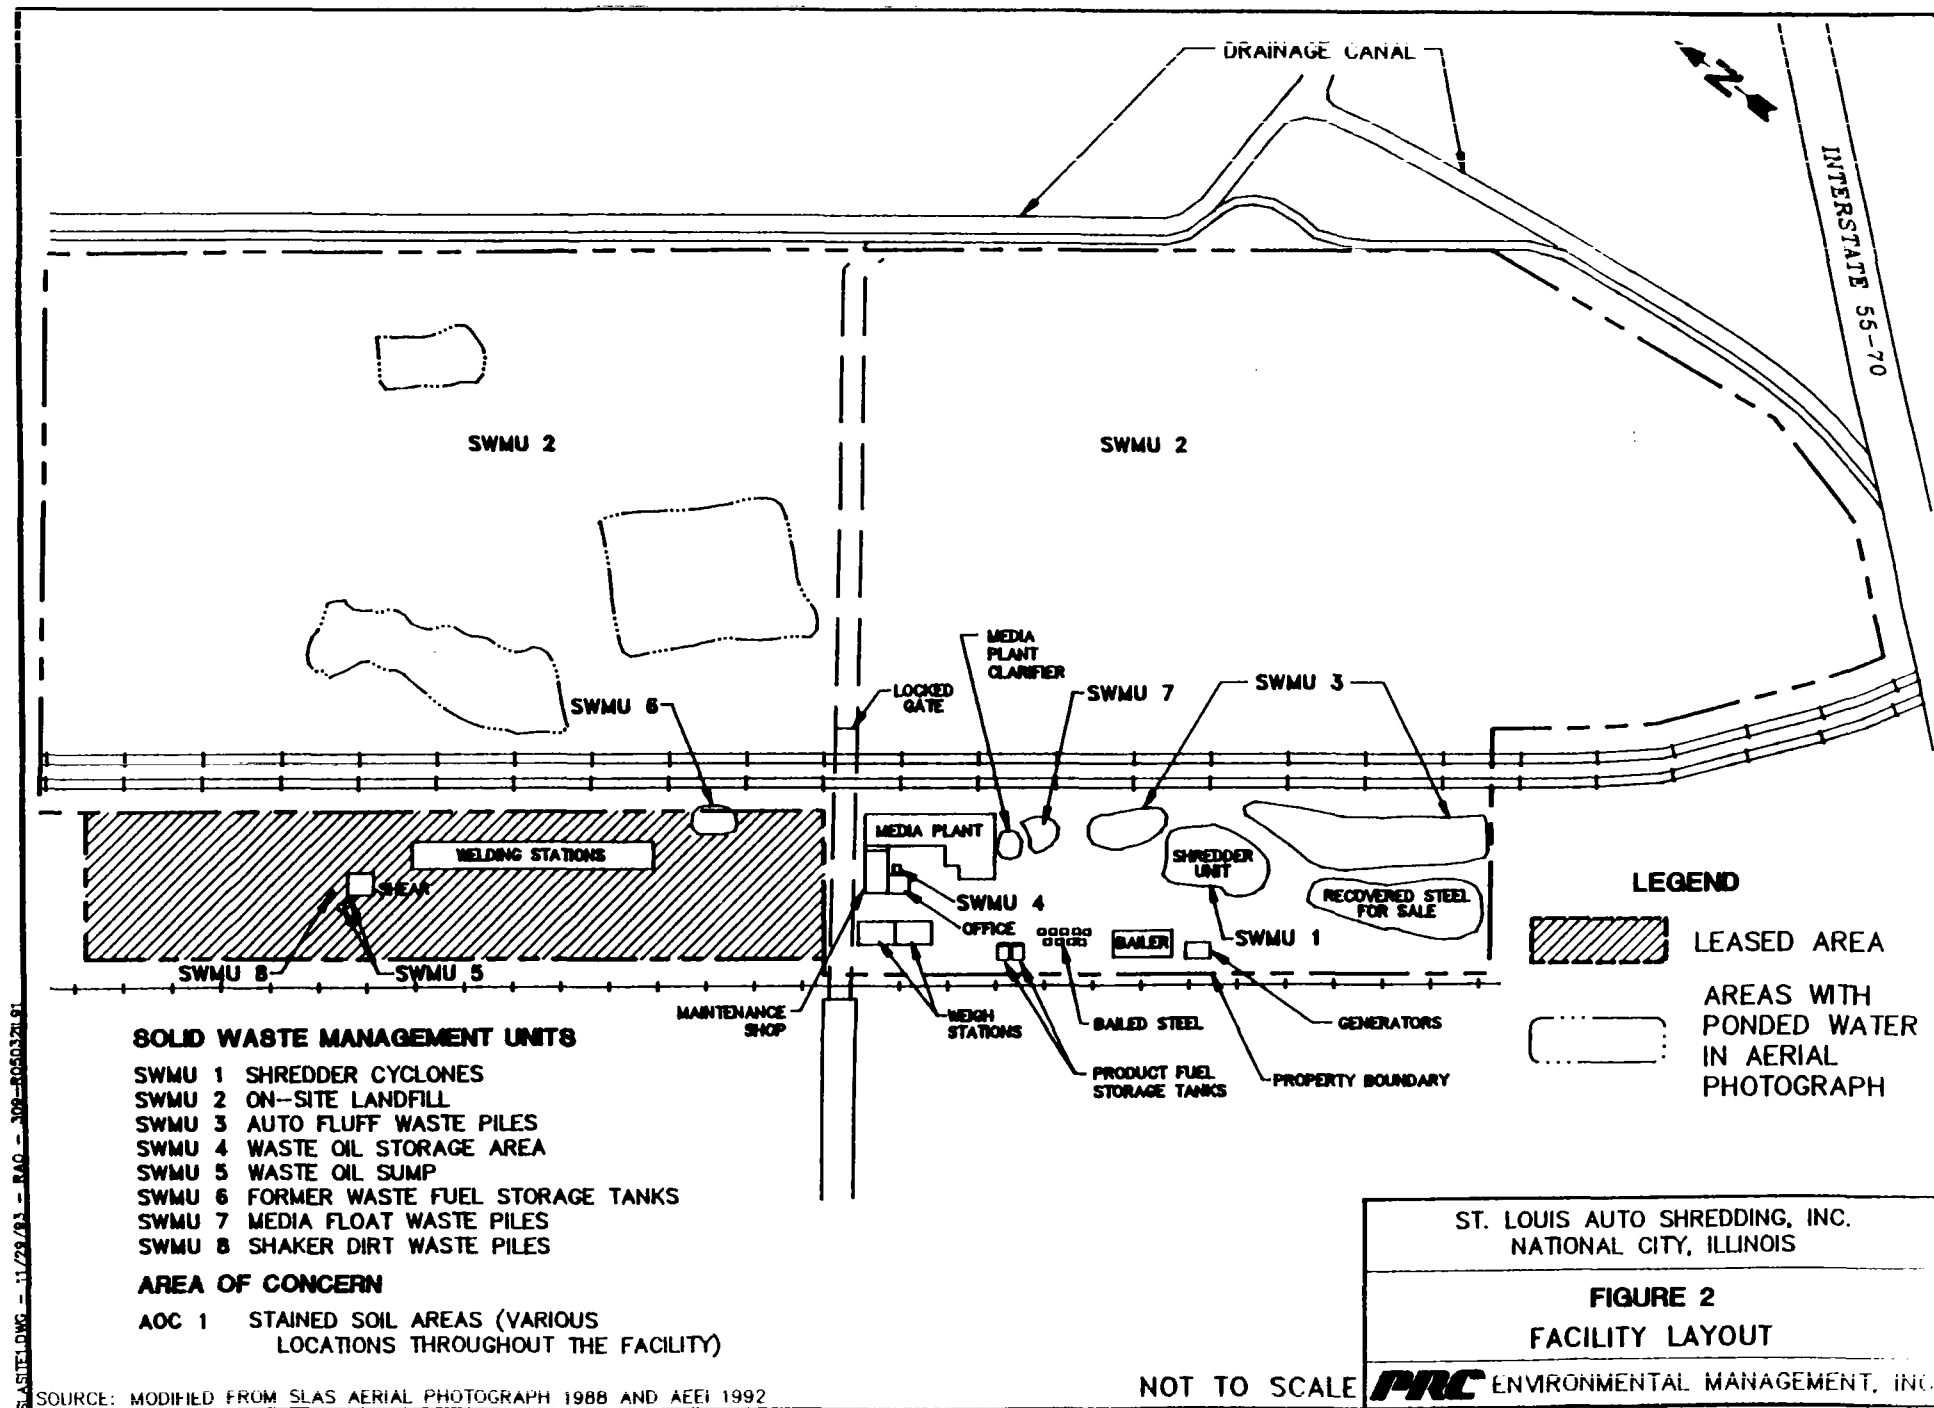 DRAINAGE CANAL
N
INTERSTATE 55-70
SWMU 2
SWMU 2
MEDIA
PLANT
CLARIFIER
LOCKED
GATE
SWMU 6
SWMU 7
SWMU 3
MEDIA PLANT
WELDING STATIONS
SHEAR
SHREDDER
UNIT
RECOVERED STEEL
FOR SALE
SWMU 4
OFFICE
BAILER
SWMU 1
SWMU 8
SWMU 5
MAINTENANCE
SHOP
WEIGH
STATIONS
BAILED STEEL
GENERATORS
PRODUCT FUEL
STORAGE TANKS
PROPERTY BOUNDARY
LEGEND
LEASED AREA
AREAS WITH
PONDED WATER
IN AERIAL
PHOTOGRAPH
SOLID WASTE MANAGEMENT UNITS
SWMU 1 SHREDDER CYCLONES
SWMU 2 ON-SITE LANDFILL
SWMU 3 AUTO FLUFF WASTE PILES
SWMU 4 WASTE OIL STORAGE AREA
SWMU 5 WASTE OIL SUMP
SWMU 6 FORMER WASTE FUEL STORAGE TANKS
SWMU 7 MEDIA FLOAT WASTE PILES
SWMU 8 SHAKER DIRT WASTE PILES
AREA OF CONCERN
AOC 1 STAINED SOIL AREAS (VARIOUS
LOCATIONS THROUGHOUT THE FACILITY)
SOURCE: MODIFIED FROM SLAS AERIAL PHOTOGRAPH 1988 AND AEEI 1992
NOT TO SCALE
ST. LOUIS AUTO SHREDDING, INC.
NATIONAL CITY, ILLINOIS
FIGURE 2
FACILITY LAYOUT
PRC ENVIRONMENTAL MANAGEMENT, INC.
11/29/93 - RAO